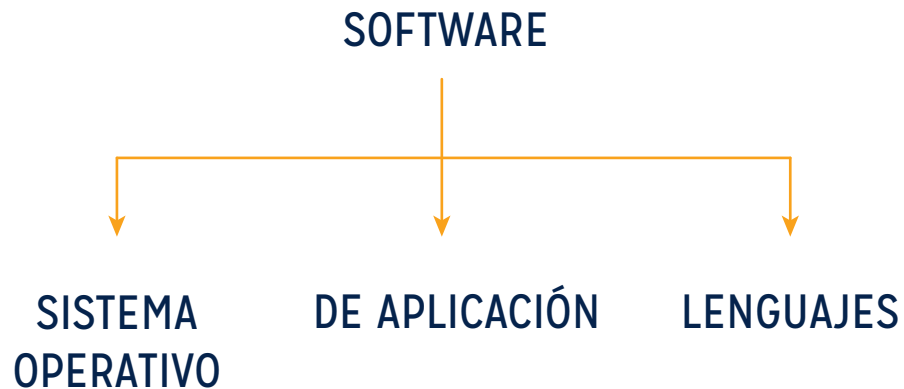 SOFTWARE
SISTEMA
OPERATIVO
DE APLICACIÓN
LENGUAJES